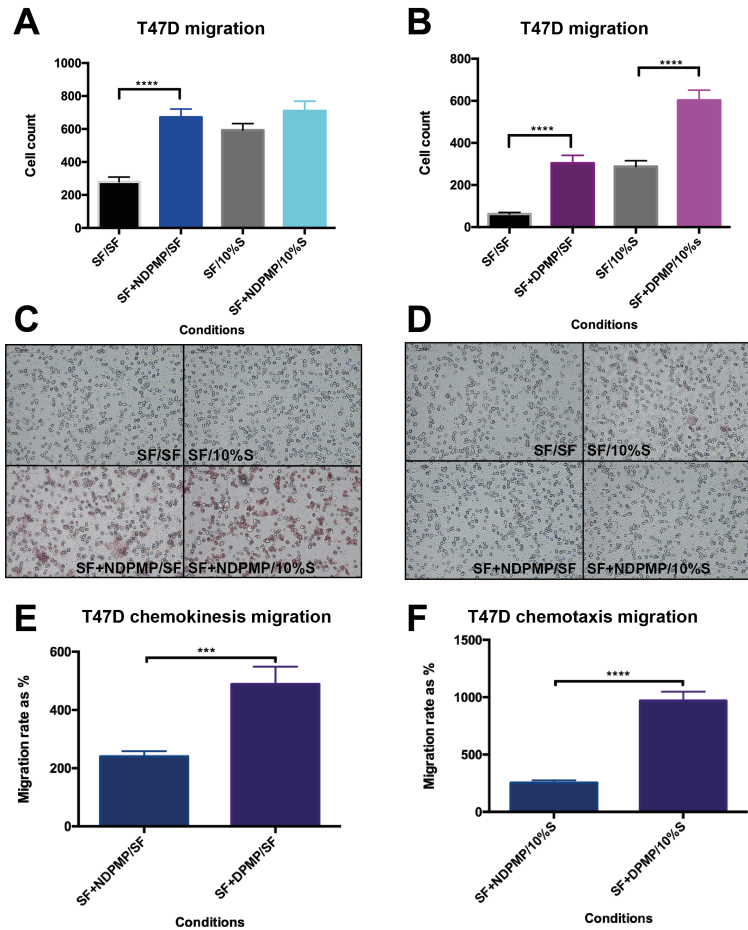 A
T47D migration
Cell count
1000
800
600
400
200
0
****
SF/SF
SF+NDPMP/SF
SF/10%S
SF+NDPMP/10%S
Conditions
B
T47D migration
Cell count
800
600
400
200
0
****
****
SF/SF
SF+DPMP/SF
SF/10%S
SF+DPMP/10%s
Conditions
C
SF/SF
SF/10%S
SF+NDPMP/SF
SF+NDPMP/10%S
D
SF/SF
SF/10%S
SF+NDPMP/SF
SF+NDPMP/10%S
E
T47D chemokinesis migration
Migration rate as %
600
400
200
0
***
SF+NDPMP/SF
SF+DPMP/SF
Conditions
F
T47D chemotaxis migration
Migration rate as %
1500
1000
500
0
****
SF+NDPMP/10%S
SF+DPMP/10%S
Conditions